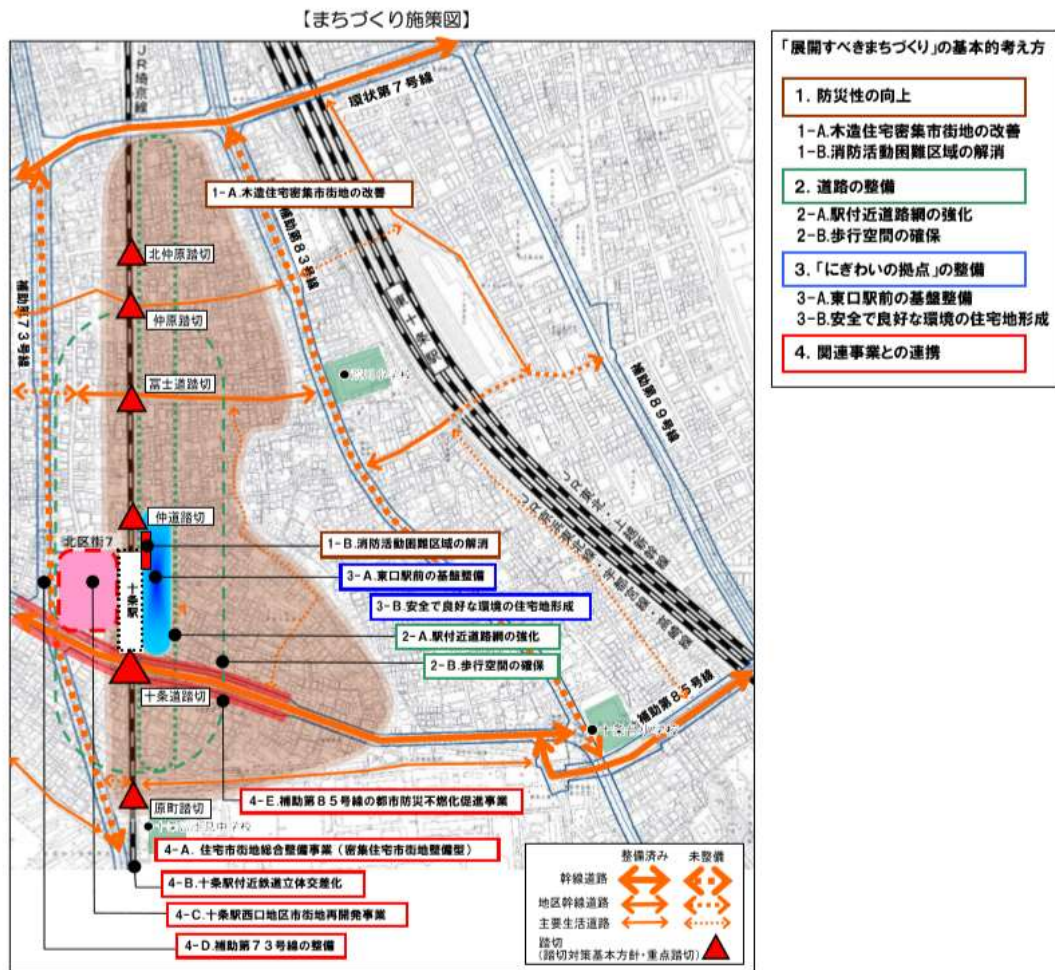 【まちづくり施策図】
「展開すべきまちづくり」の基本的考え方
1. 防災性の向上
1-A.木造住宅密集市街地の改善
1-B.消防活動困難区域の解消
2. 道路の整備
2-A.駅付近道路網の強化
2-B.歩行空間の確保
3.「にぎわいの拠点」の整備
3-A.東口駅前の基盤整備
3-B.安全で良好な環境の住宅地形成
4. 関連事業との連携
JR埼京線
環状第7号線
1-A.木造住宅密集市街地の改善
補助第83号線
補助第73号線
北仲原踏切
仲原踏切
富士道踏切
東十条駅
補助第89号線
JR東北・上越新幹線
仲道踏切
北区街7
十条駅
1-B.消防活動困難区域の解消
3-A.東口駅前の基盤整備
3-B.安全で良好な環境の住宅地形成
2-A.駅付近道路網の強化
2-B.歩行空間の確保
十条道踏切
補助第85号線
原町踏切
4-E.補助第85号線の都市防災不燃化促進事業
4-A. 住宅市街地総合整備事業(密集住宅市街地整備型)
4-B.十条駅付近鉄道立体交差化
4-C.十条駅西口地区市街地再開発事業
4-D.補助第73号線の整備
整備済み 未整備
幹線道路
地区幹線道路
主要生活道路
踏切
(踏切対策基本方針・重点踏切)